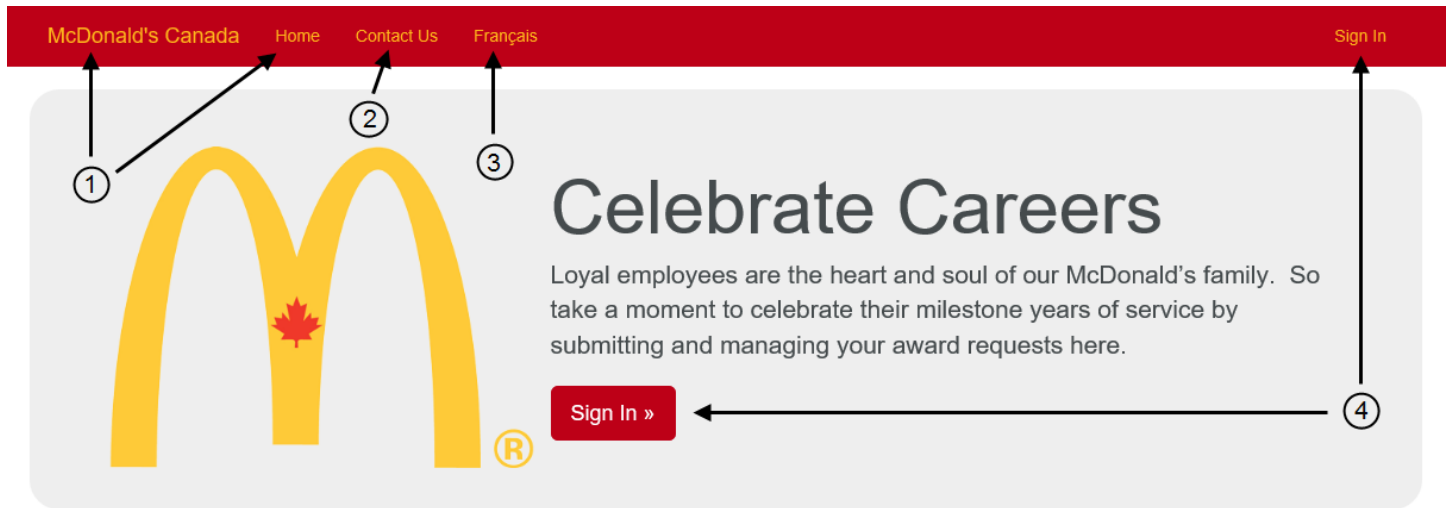 McDonald's Canada Home Contact Us Français Sign In
2
3
1
Celebrate Careers
Loyal employees are the heart and soul of our McDonald’s family.  So
take a moment to celebrate their milestone years of service by
submitting and managing your award requests here.
Sign In »
4
®